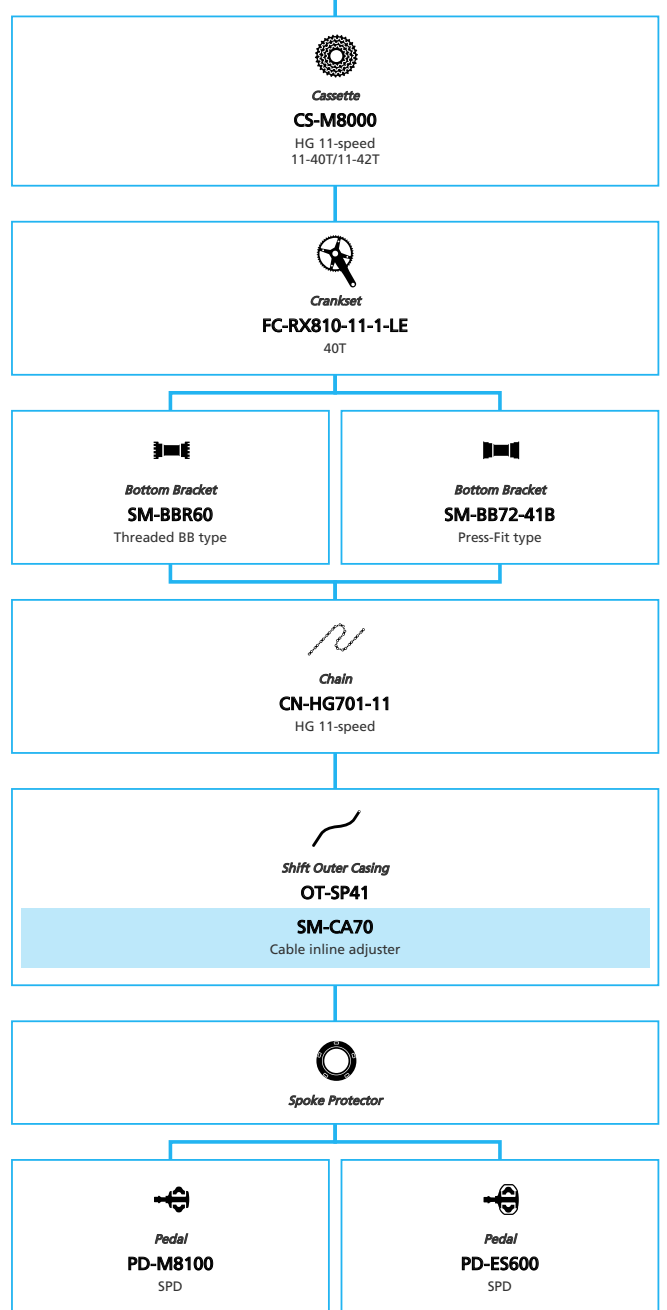 Cassette
CS-M8000
HG 11-speed
11-40T/11-42T
Crankset
FC-RX810-11-1-LE
40T
Bottom Bracket
SM-BBR60
Threaded BB type
Bottom Bracket
SM-BB72-41B
Press-Fit type
Chain
CN-HG701-11
HG 11-speed
Shift Outer Casing
OT-SP41
SM-CA70
Cable inline adjuster
Spoke Protector
Pedal
PD-M8100
SPD
Pedal
PD-ES600
SPD